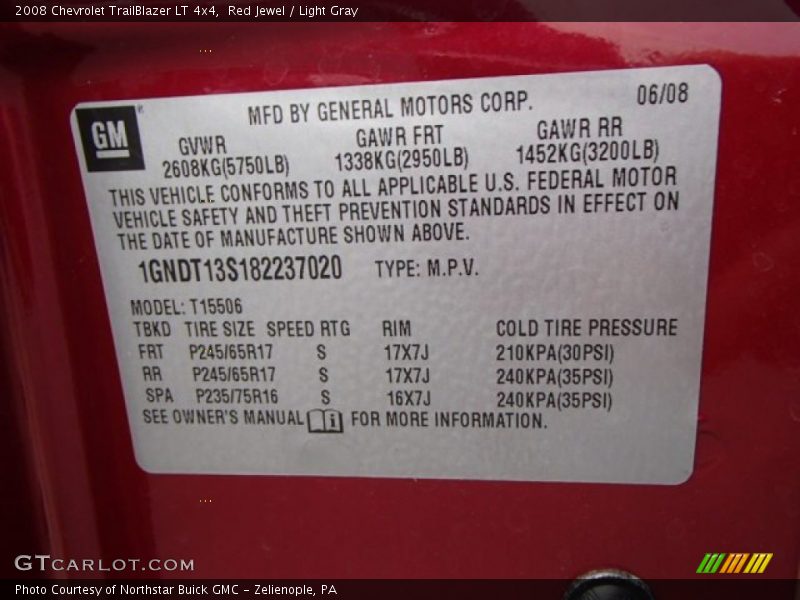 2008 Chevrolet TrailBlazer LT 4x4,  Red Jewel / Light Gray
MFD BY GENERAL MOTORS CORP. 06/08
GM®
GVWR GAWR FRT GAWR RR
2608KG(5750LB) 1338KG(2950LB) 1452KG(3200LB)
THIS VEHICLE CONFORMS TO ALL APPLICABLE U.S. FEDERAL MOTOR
VEHICLE SAFETY AND THEFT PREVENTION STANDARDS IN EFFECT ON
THE DATE OF MANUFACTURE SHOWN ABOVE.
1GNDT13S182237020 TYPE: M.P.V.
MODEL: T15506
TBKD TIRE SIZE SPEED RTG RIM COLD TIRE PRESSURE
FRT P245/65R17 S 17X7J 210KPA(30PSI)
RR P245/65R17 S 17X7J 240KPA(35PSI)
SPA P235/75R16 S 16X7J 240KPA(35PSI)
SEE OWNER'S MANUAL i FOR MORE INFORMATION.
GTCARLOT.COM
Photo Courtesy of Northstar Buick GMC - Zelienople, PA